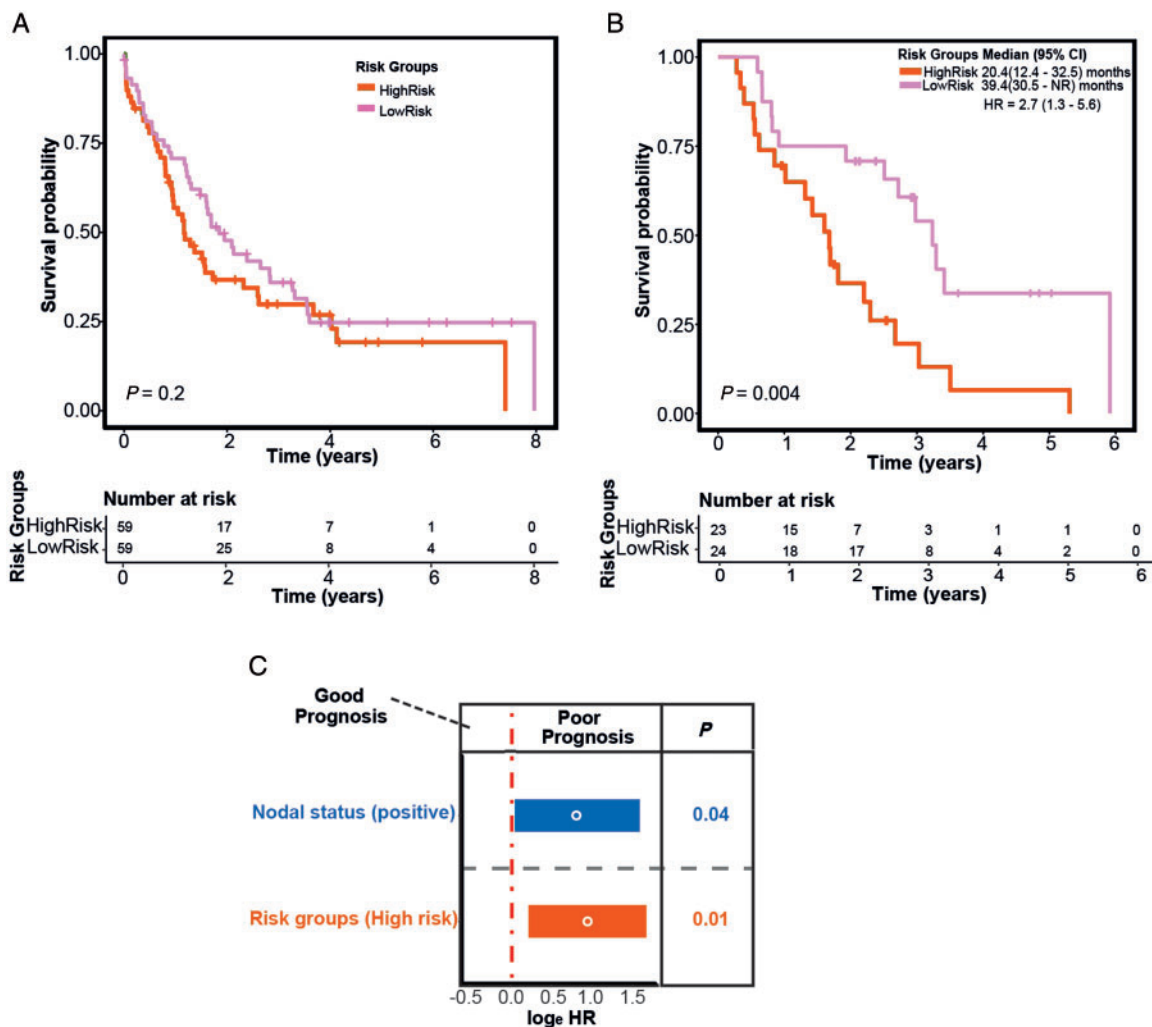 A
1.00
0.75
0.50
0.25
0.00
Survival probability
Risk Groups
HighRisk
LowRisk
P = 0.2
0 2 4 6 8
Time (years)
Number at risk
Risk Groups
HighRisk 59 17 7 1 0
LowRisk 59 25 8 4 0
0 2 4 6 8
Time (years)
B
1.00
0.75
0.50
0.25
0.00
Survival probability
Risk Groups Median (95% CI)
HighRisk 20.4(12.4 - 32.5) months
LowRisk 39.4(30.5 - NR) months
HR = 2.7 (1.3 - 5.6)
P = 0.004
0 1 2 3 4 5 6
Time (years)
Number at risk
Risk Groups
HighRisk 23 15 7 3 1 1 0
LowRisk 24 18 17 8 4 2 0
0 1 2 3 4 5 6
Time (years)
C
Good
Prognosis
Poor
Prognosis
P
Nodal status (positive) 0.04
Risk groups (High risk) 0.01
-0.5 0.0 0.5 1.0 1.5
loge HR